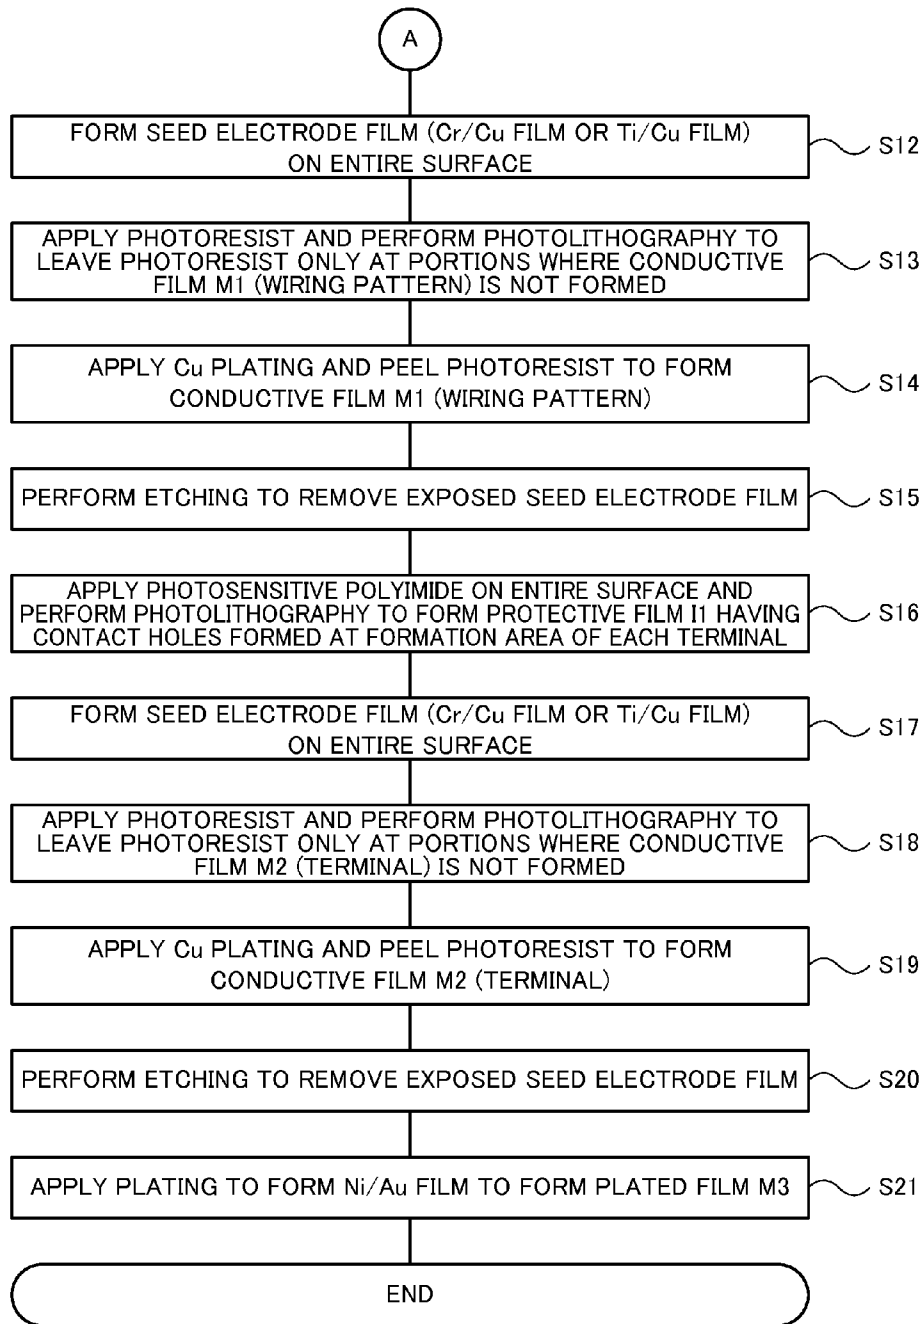 A
FORM SEED ELECTRODE FILM (Cr/Cu FILM OR Ti/Cu FILM)
ON ENTIRE SURFACE
S12
APPLY PHOTORESIST AND PERFORM PHOTOLITHOGRAPHY TO
LEAVE PHOTORESIST ONLY AT PORTIONS WHERE CONDUCTIVE
FILM M1 (WIRING PATTERN) IS NOT FORMED
S13
APPLY Cu PLATING AND PEEL PHOTORESIST TO FORM
CONDUCTIVE FILM M1 (WIRING PATTERN)
S14
PERFORM ETCHING TO REMOVE EXPOSED SEED ELECTRODE FILM
S15
APPLY PHOTOSENSITIVE POLYIMIDE ON ENTIRE SURFACE AND
PERFORM PHOTOLITHOGRAPHY TO FORM PROTECTIVE FILM I1 HAVING
CONTACT HOLES FORMED AT FORMATION AREA OF EACH TERMINAL
S16
FORM SEED ELECTRODE FILM (Cr/Cu FILM OR Ti/Cu FILM)
ON ENTIRE SURFACE
S17
APPLY PHOTORESIST AND PERFORM PHOTOLITHOGRAPHY TO
LEAVE PHOTORESIST ONLY AT PORTIONS WHERE CONDUCTIVE
FILM M2 (TERMINAL) IS NOT FORMED
S18
APPLY Cu PLATING AND PEEL PHOTORESIST TO FORM
CONDUCTIVE FILM M2 (TERMINAL)
S19
PERFORM ETCHING TO REMOVE EXPOSED SEED ELECTRODE FILM
S20
APPLY PLATING TO FORM Ni/Au FILM TO FORM PLATED FILM M3
S21
END